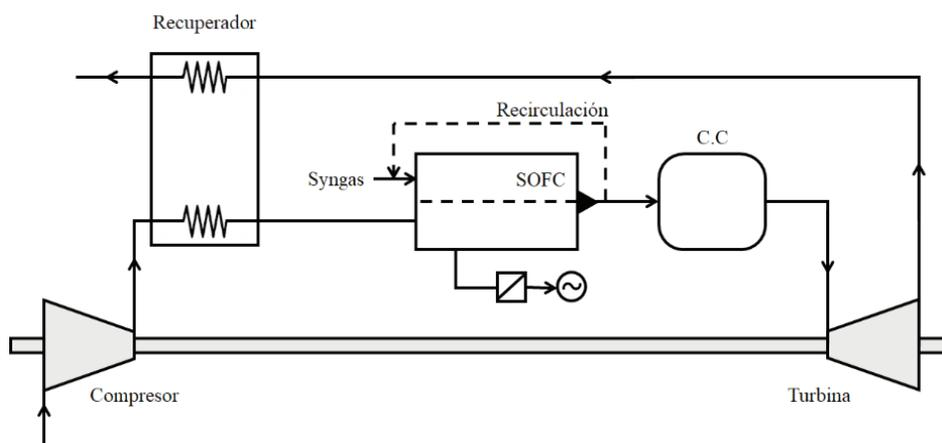 Recuperador
Recirculación
C.C
Syngas
SOFC
Compresor
Turbina